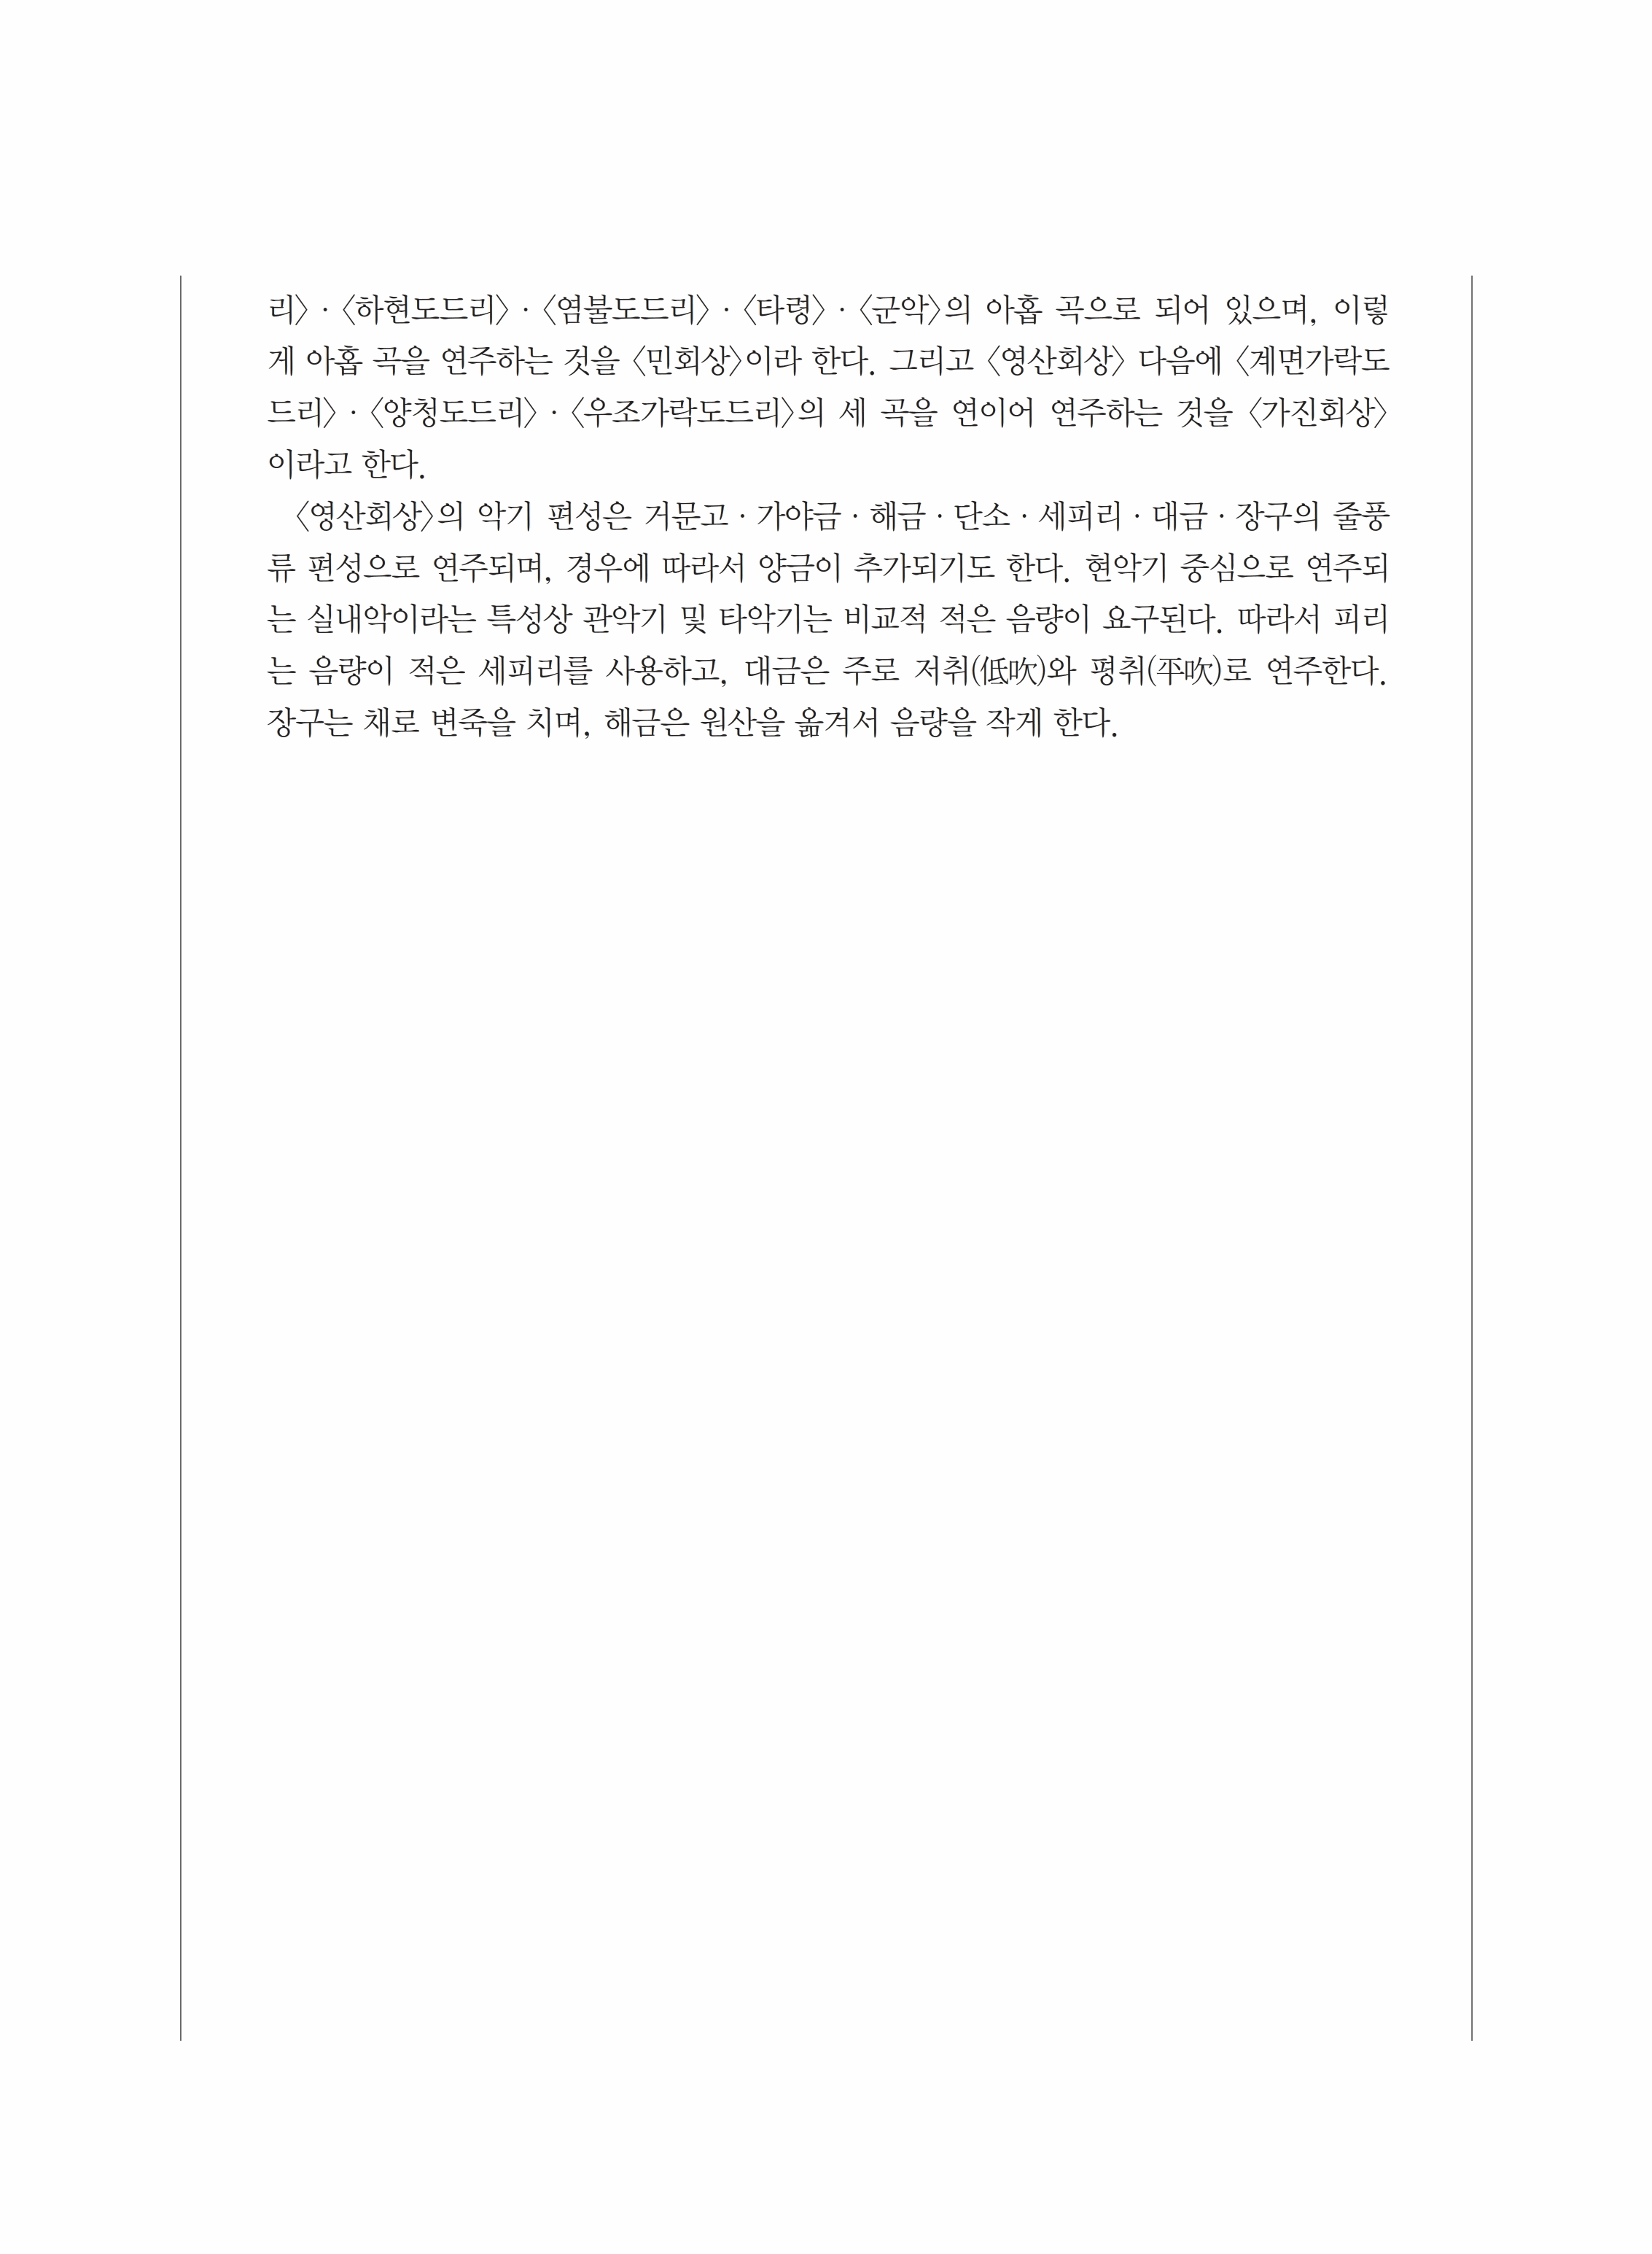 리〉·〈하현도드리〉·〈염불도드리〉·〈타령〉·〈군악〉의 아홉 곡으로 되어 있으며, 이렇
게 아홉 곡을 연주하는 것을 〈민회상〉이라 한다. 그리고 〈영산회상〉 다음에 〈계면가락도
드리〉·〈양청도드리〉·〈우조가락도드리〉의 세 곡을 연이어 연주하는 것을 〈가진회상〉
이라고 한다.
〈영산회상〉의 악기 편성은 거문고·가야금·해금·단소·세피리·대금·장구의 줄풍
류 편성으로 연주되며, 경우에 따라서 양금이 추가되기도 한다. 현악기 중심으로 연주되
는 실내악이라는 특성상 관악기 및 타악기는 비교적 적은 음량이 요구된다. 따라서 피리
는 음량이 적은 세피리를 사용하고, 대금은 주로 저취(低吹)와 평취(平吹)로 연주한다.
장구는 채로 변죽을 치며, 해금은 원산을 옮겨서 음량을 작게 한다.